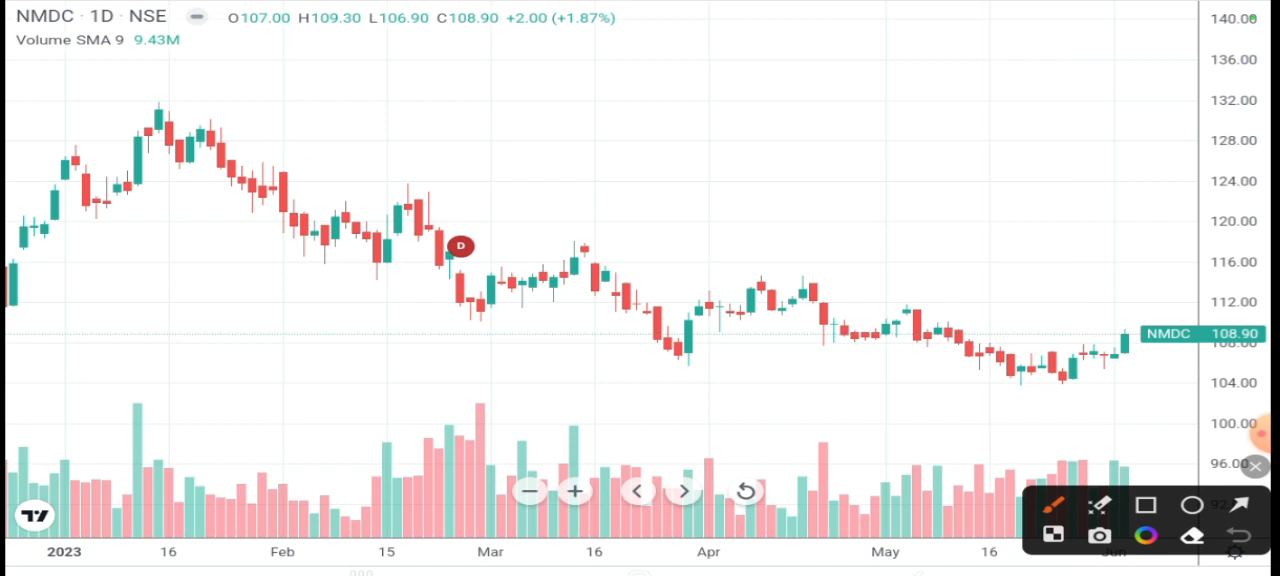 NMDC · 1D · NSE O107.00 H109.30 L106.90 C108.90 +2.00 (+1.87%)
Volume SMA 9 9.43M
140.00
136.00
132.00
128.00
124.00
120.00
116.00
112.00
NMDC 108.90
108.00
104.00
100.00
96.00
92
D
2023 16 Feb 15 Mar 16 Apr May 16 Jun